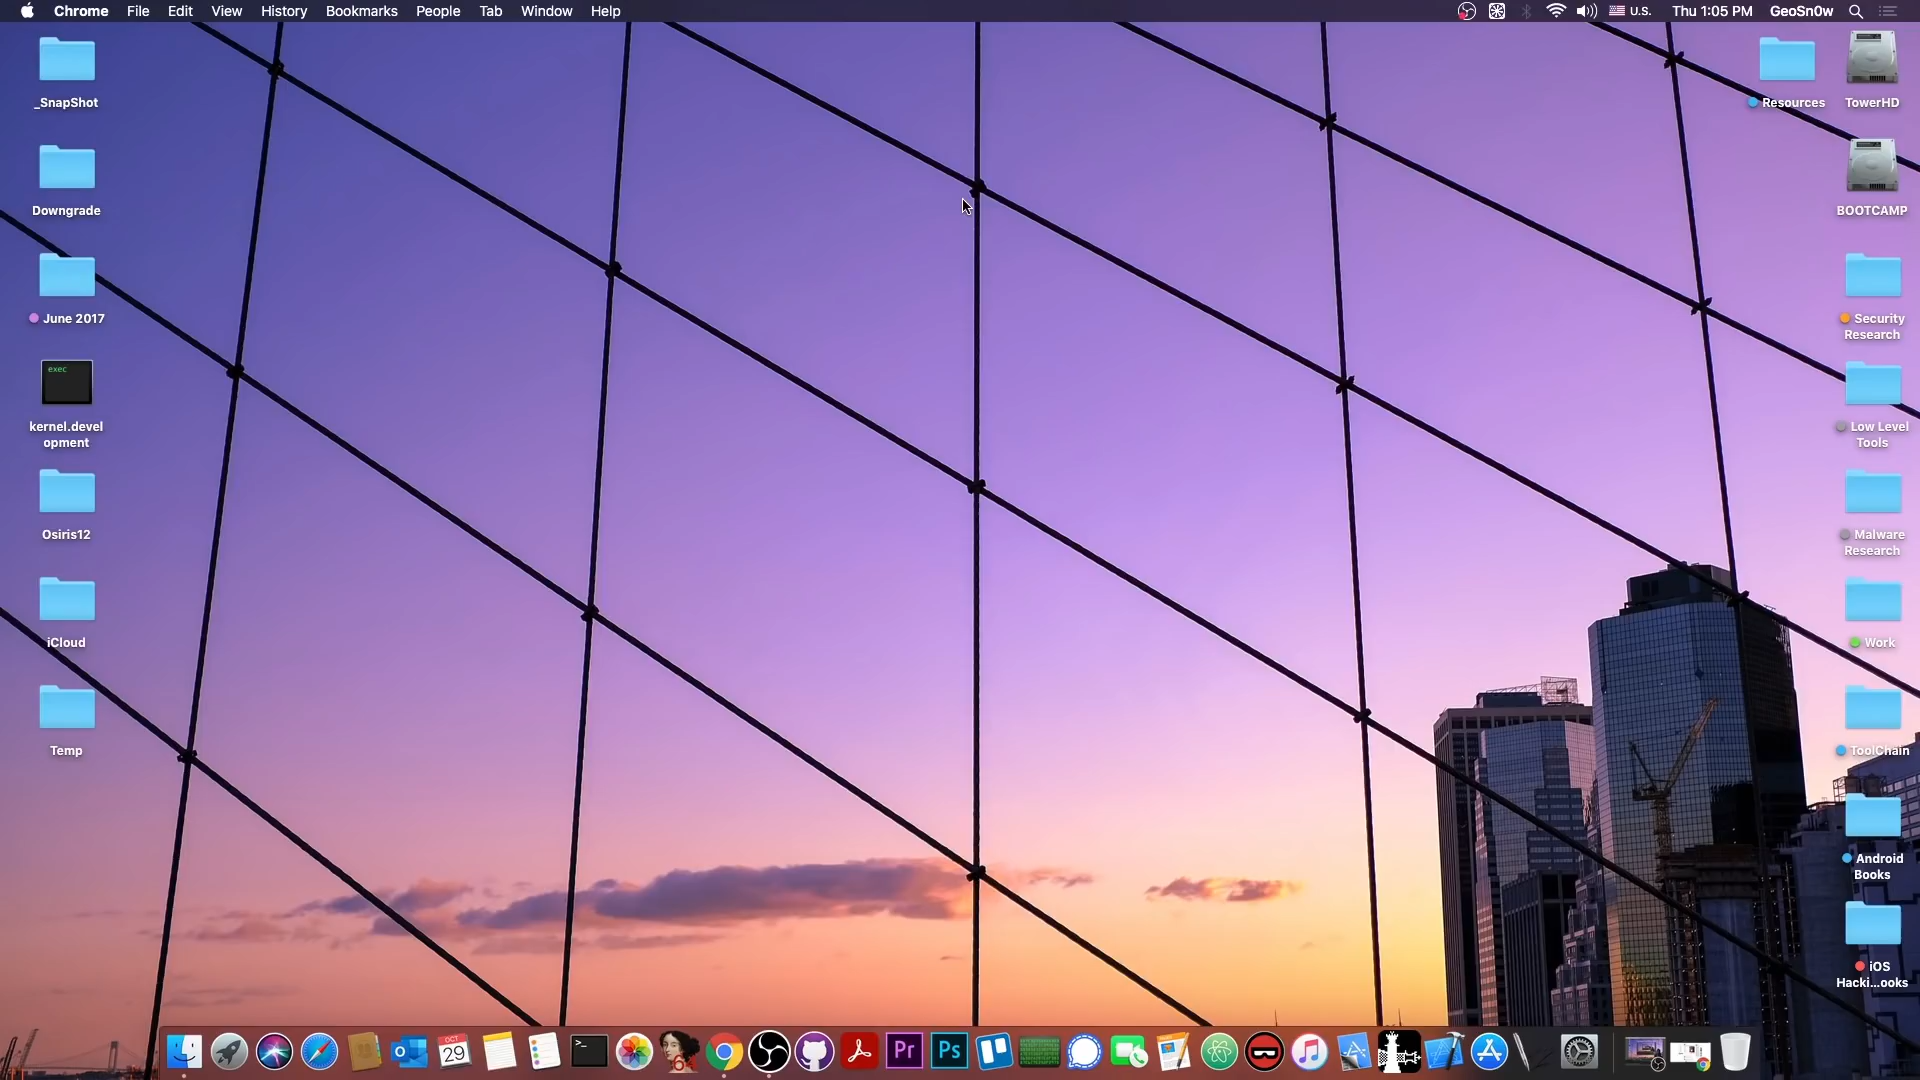 Chrome File Edit View History Bookmarks People Tab Window Help
U.S. Thu 1:05 PM GeoSn0w
_SnapShot
Downgrade
June 2017
exec
kernel.devel
opment
Osiris12
iCloud
Temp
Resources
TowerHD
BOOTCAMP
Security
Research
Low Level
Tools
Malware
Research
Work
ToolChain
Android
Books
iOS
Hacki...ooks
OCT
29
>_
64
Pr
Ps